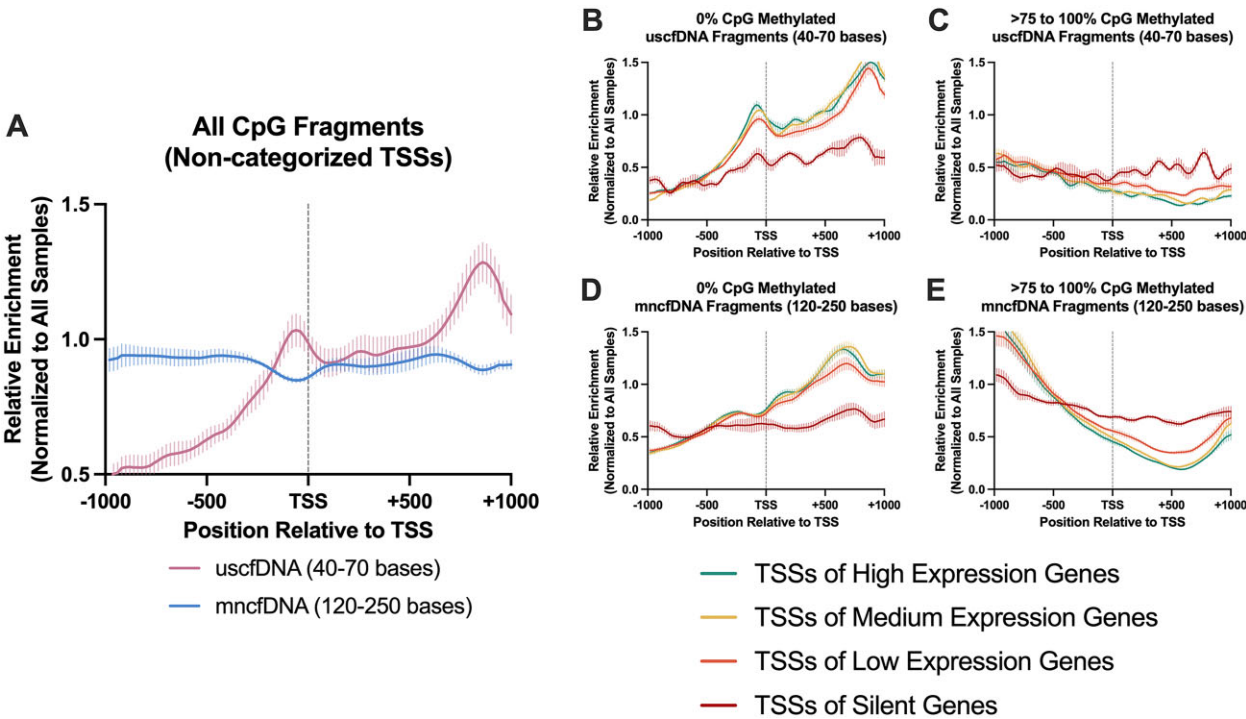 A
All CpG Fragments
(Non-categorized TSSs)
Relative Enrichment
(Normalized to All Samples)
1.5
1.0
0.5
-1000
-500
TSS
+500
+1000
Position Relative to TSS
uscfDNA (40-70 bases)
mncfDNA (120-250 bases)
B
0% CpG Methylated
uscfDNA Fragments (40-70 bases)
Relative Enrichment
(Normalized to All Samples)
1.5
1.0
0.5
0.0
-1000
-500
TSS
+500
+1000
Position Relative to TSS
C
>75 to 100% CpG Methylated
uscfDNA Fragments (40-70 bases)
Relative Enrichment
(Normalized to All Samples)
1.5
1.0
0.5
0.0
-1000
-500
TSS
+500
+1000
Position Relative to TSS
D
0% CpG Methylated
mncfDNA Fragments (120-250 bases)
Relative Enrichment
(Normalized to All Samples)
1.5
1.0
0.5
0.0
-1000
-500
TSS
+500
+1000
Position Relative to TSS
E
>75 to 100% CpG Methylated
mncfDNA Fragments (120-250 bases)
Relative Enrichment
(Normalized to All Samples)
1.5
1.0
0.5
0.0
-1000
-500
TSS
+500
+1000
Position Relative to TSS
TSSs of High Expression Genes
TSSs of Medium Expression Genes
TSSs of Low Expression Genes
TSSs of Silent Genes